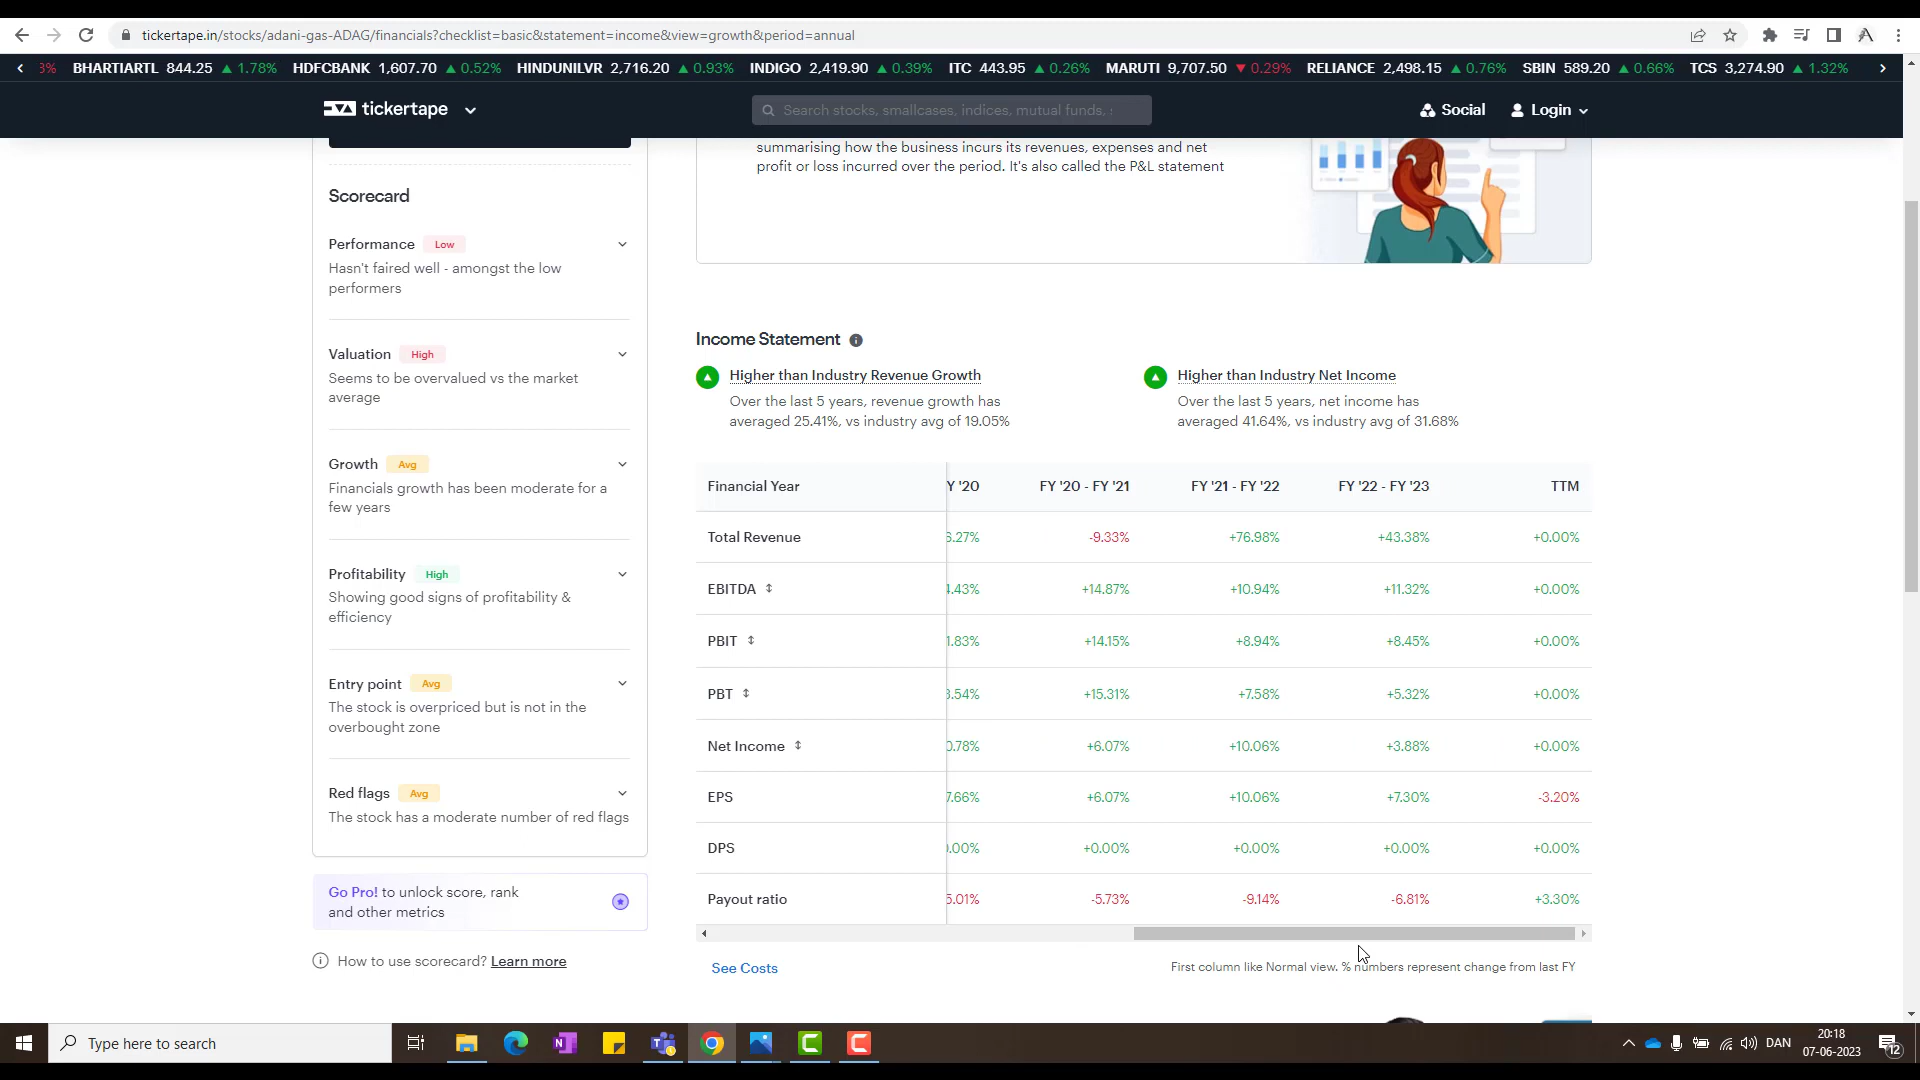 tickertape.in/stocks/adani-gas-ADAG/financials?checklist=basic&statement=income&view=growth&period=annual
3% BHARTIARTL 844.25 ▲ 1.78% HDFCBANK 1,607.70 ▲ 0.52% HINDUNILVR 2,716.20 ▲ 0.93% INDIGO 2,419.90 ▲ 0.39% ITC 443.95 ▲ 0.26% MARUTI 9,707.50 ▼ 0.29% RELIANCE 2,498.15 ▲ 0.76% SBIN 589.20 ▲ 0.66% TCS 3,274.90 ▲ 1.32%
tickertape Search stocks, smallcases, indices, mutual funds, Social Login
summarising how the business incurs its revenues, expenses and net
profit or loss incurred over the period. It's also called the P&L statement
Scorecard
Performance Low
Hasn't faired well - amongst the low
performers
Valuation High
Seems to be overvalued vs the market
average
Growth Avg
Financials growth has been moderate for a
few years
Profitability High
Showing good signs of profitability &
efficiency
Entry point Avg
The stock is overpriced but is not in the
overbought zone
Red flags Avg
The stock has a moderate number of red flags
Go Pro! to unlock score, rank
and other metrics
How to use scorecard? Learn more
Income Statement
Higher than Industry Revenue Growth
Over the last 5 years, revenue growth has
averaged 25.41%, vs industry avg of 19.05%
Higher than Industry Net Income
Over the last 5 years, net income has
averaged 41.64%, vs industry avg of 31.68%
Financial Year Y '20 FY '20 - FY '21 FY '21 - FY '22 FY '22 - FY '23 TTM
Total Revenue 6.27% -9.33% +76.98% +43.38% +0.00%
EBITDA .43% +14.87% +10.94% +11.32% +0.00%
PBIT 1.83% +14.15% +8.94% +8.45% +0.00%
PBT .54% +15.31% +7.58% +5.32% +0.00%
Net Income 0.78% +6.07% +10.06% +3.88% +0.00%
EPS 7.66% +6.07% +10.06% +7.30% -3.20%
DPS .00% +0.00% +0.00% +0.00% +0.00%
Payout ratio 5.01% -5.73% -9.14% -6.81% +3.30%
See Costs
First column like Normal view. % numbers represent change from last FY
Type here to search
DAN
20:18
07-06-2023
12